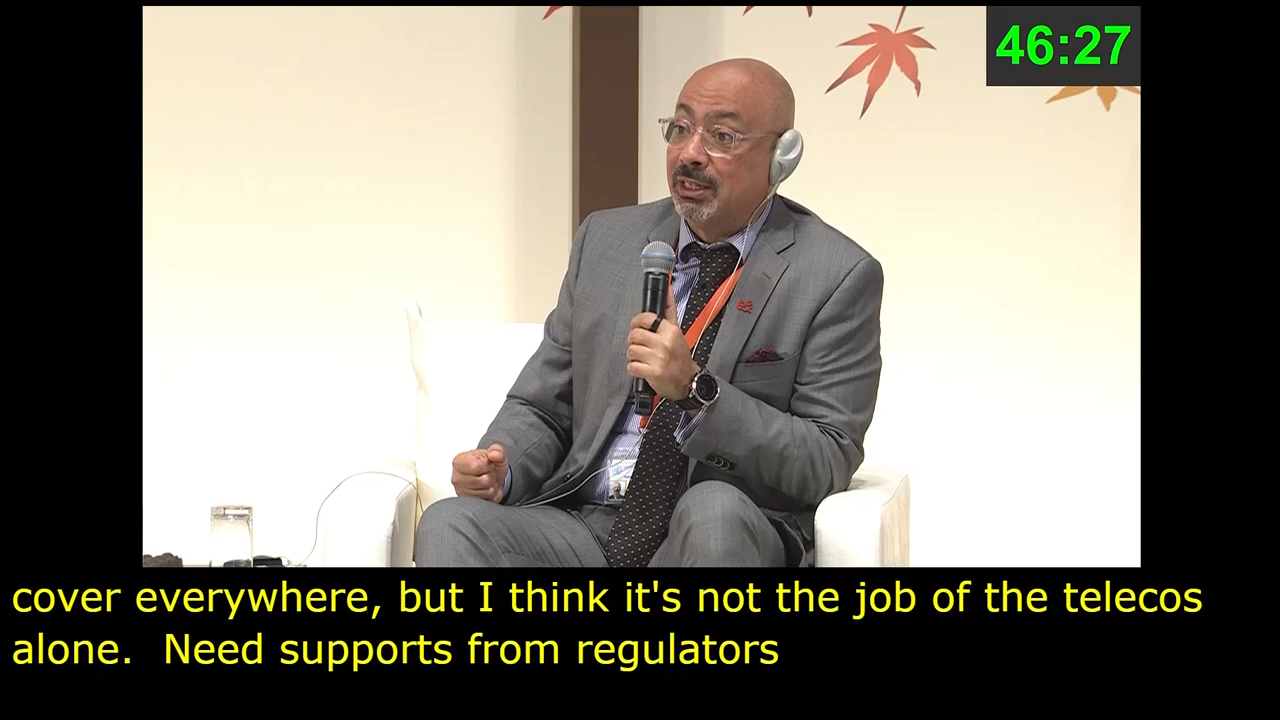 46:27
cover everywhere, but I think it's not the job of the telecos
alone.  Need supports from regulators